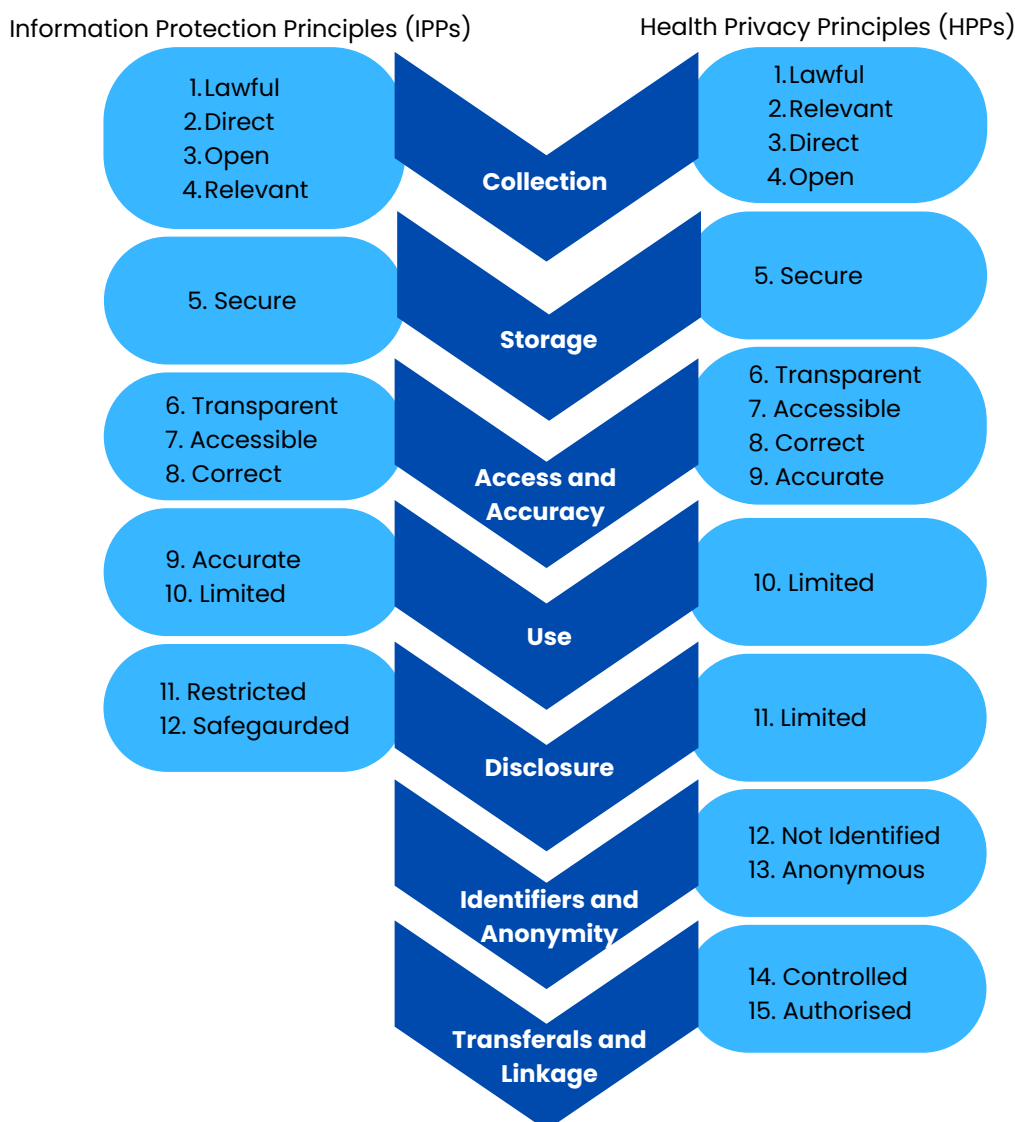 Information Protection Principles (IPPs)
Health Privacy Principles (HPPs)
1.Lawful
2.Direct
3.Open
4.Relevant
Collection
1.Lawful
2.Relevant
3.Direct
4.Open
5. Secure
Storage
5. Secure
6. Transparent
7. Accessible
8. Correct
Access and
Accuracy
6. Transparent
7. Accessible
8. Correct
9. Accurate
9. Accurate
10. Limited
Use
10. Limited
11. Restricted
12. Safegaurded
Disclosure
11. Limited
Identifiers and
Anonymity
12. Not Identified
13. Anonymous
Transferals and
Linkage
14. Controlled
15. Authorised